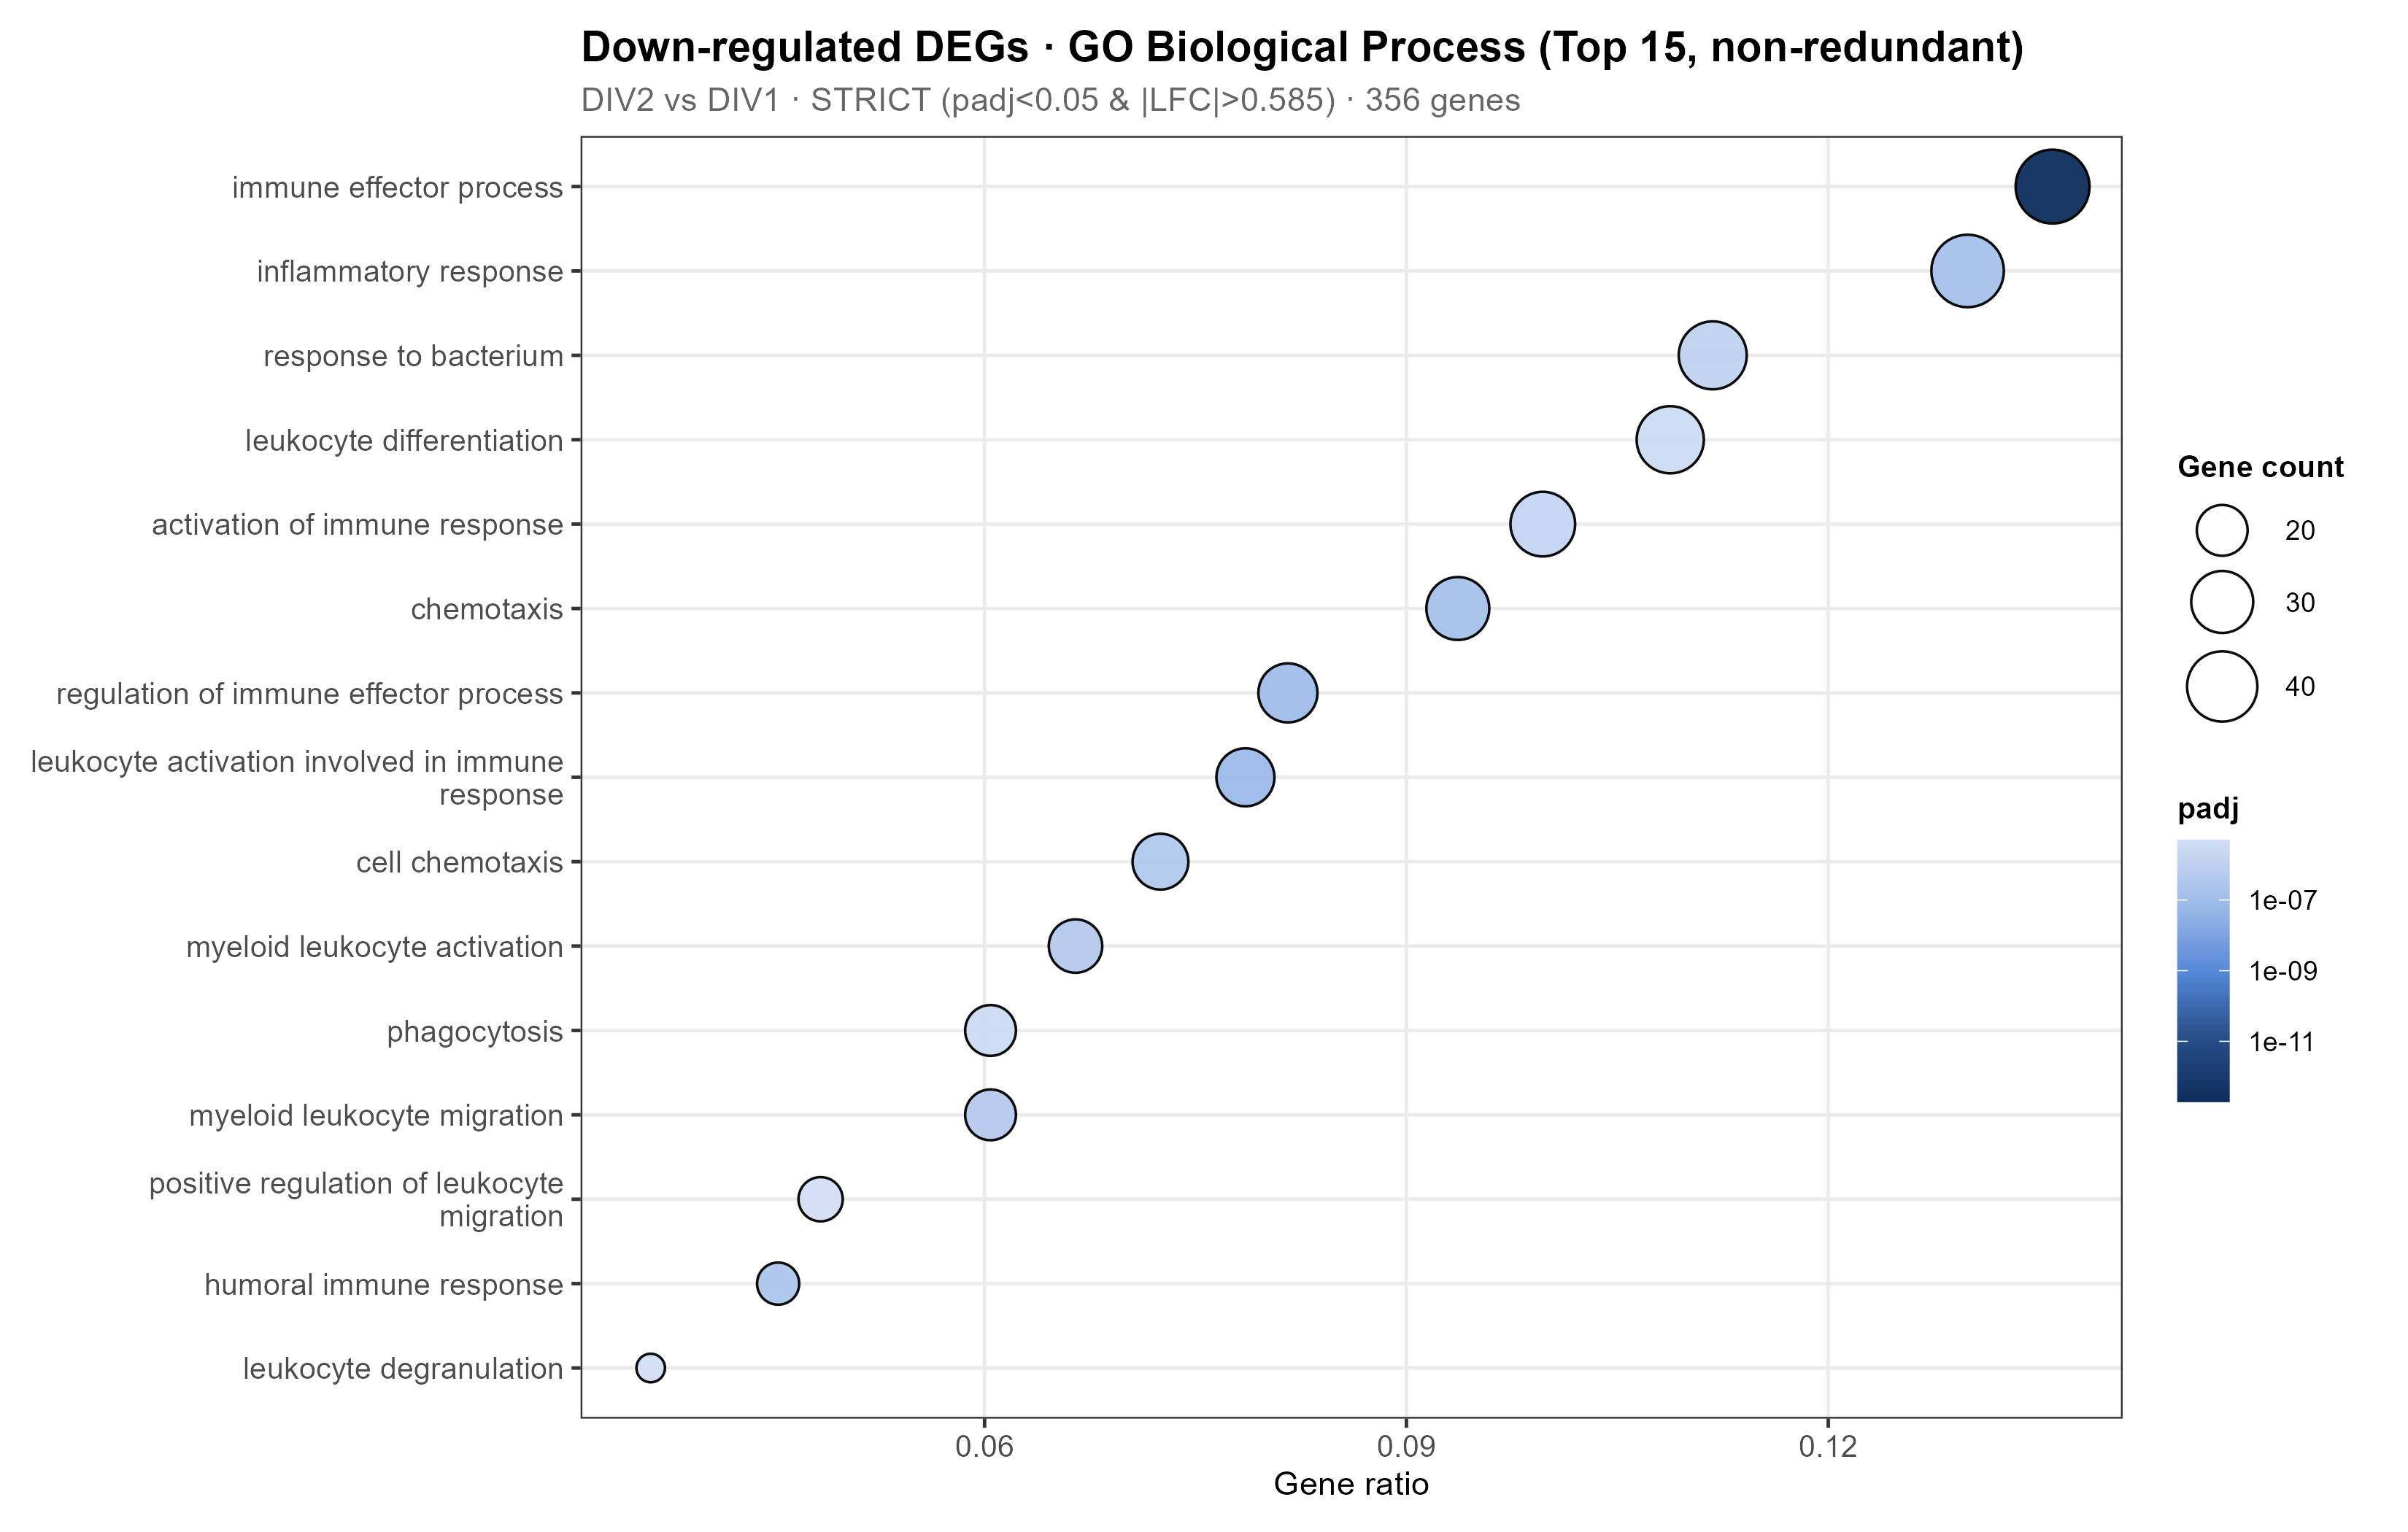 Down-regulated DEGs · GO Biological Process (Top 15, non-redundant)
DIV2 vs DIV1 · STRICT (padj<0.05 & |LFC|>0.585) · 356 genes
immune effector process
inflammatory response
response to bacterium
leukocyte differentiation
activation of immune response
chemotaxis
regulation of immune effector process
leukocyte activation involved in immune
response
cell chemotaxis
myeloid leukocyte activation
phagocytosis
myeloid leukocyte migration
positive regulation of leukocyte
migration
humoral immune response
leukocyte degranulation
0.06
0.09
0.12
Gene ratio
Gene count
20
30
40
padj
1e-07
1e-09
1e-11